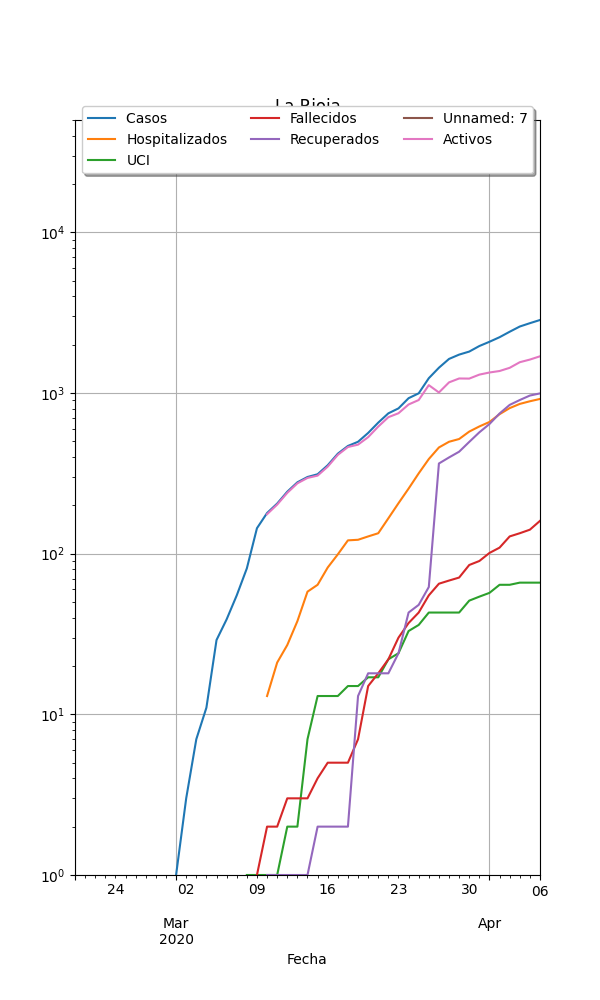 La Rioja
Casos
Hospitalizados
UCI
Fallecidos
Recuperados
Unnamed: 7
Activos
10⁴
10³
10²
10¹
10⁰
24 02 09 16 23 30 06
Mar Apr
2020
Fecha